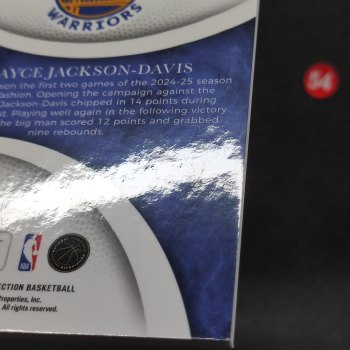 WARRIORS
54
AYCE JACKSON-DAVIS
won the first two games of the 2024-25 season
fashion. Opening the campaign against the
Jackson-Davis chipped in 14 points during
t. Playing well again in the following victory
he big man scored 12 points and grabbed
nine rebounds.
NBA
ECTION BASKETBALL
Properties, Inc.
All rights reserved.